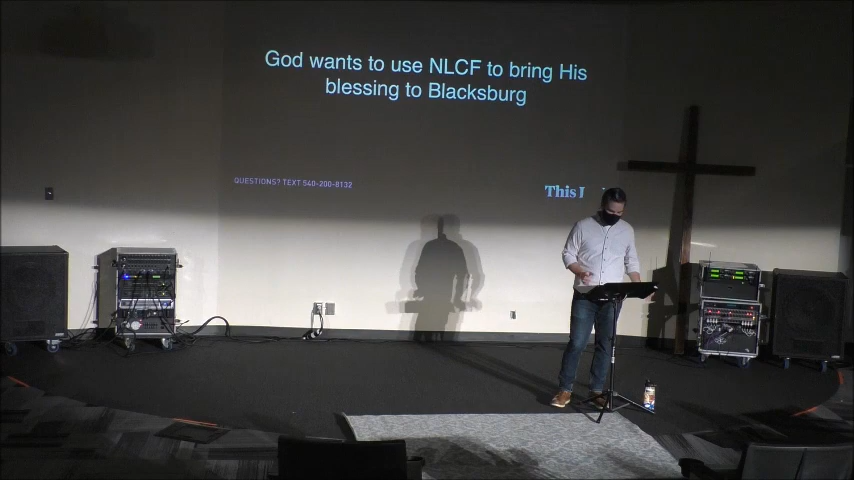 God wants to use NLCF to bring His
blessing to Blacksburg
QUESTIONS? TEXT 540-200-8132
This I